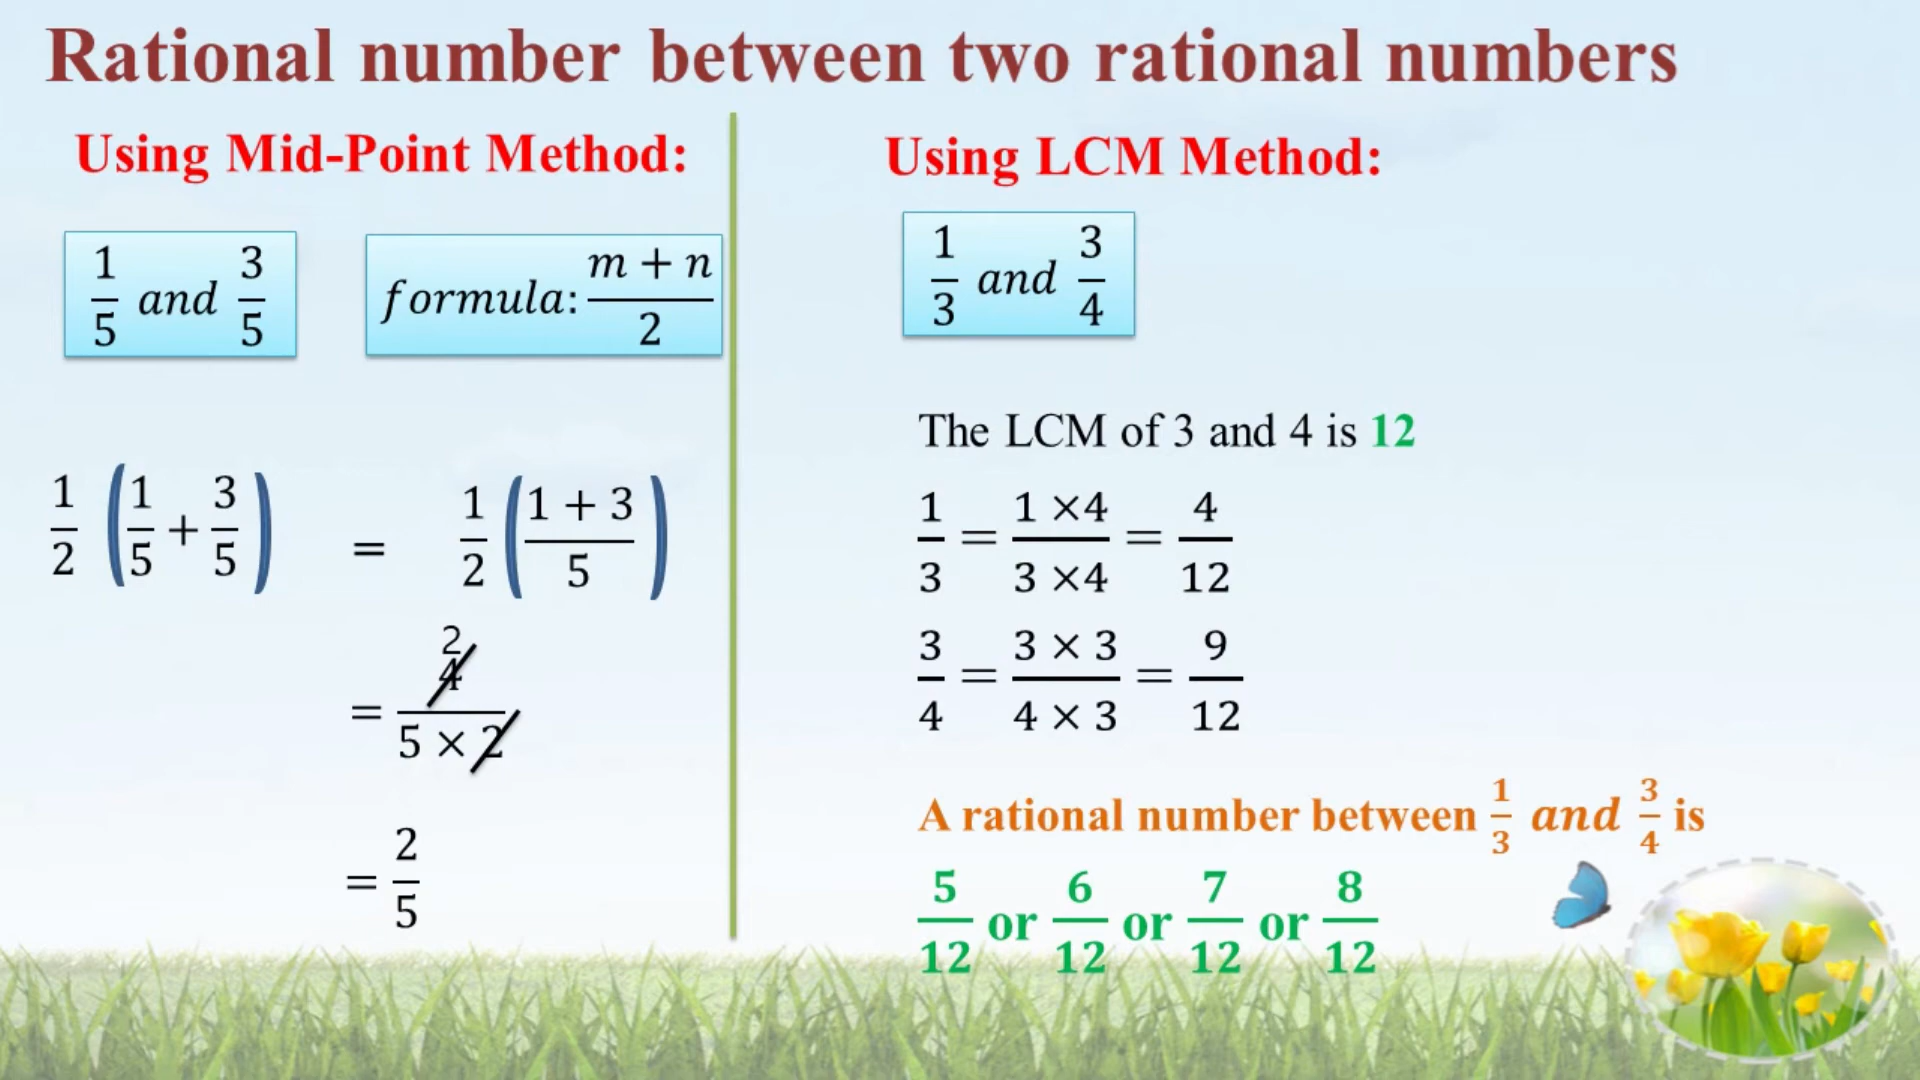 Rational number between two rational numbers
Using Mid-Point Method:
1/5 and 3/5
formula: (m + n)/2
1/2 (1/5 + 3/5) = 1/2 ((1 + 3)/5)
2
= 4/(5 × 2)
= 2/5
Using LCM Method:
1/3 and 3/4
The LCM of 3 and 4 is 12
1/3 = (1 ×4)/(3 ×4) = 4/12
3/4 = (3 × 3)/(4 × 3) = 9/12
A rational number between 1/3 and 3/4 is
5/12 or 6/12 or 7/12 or 8/12